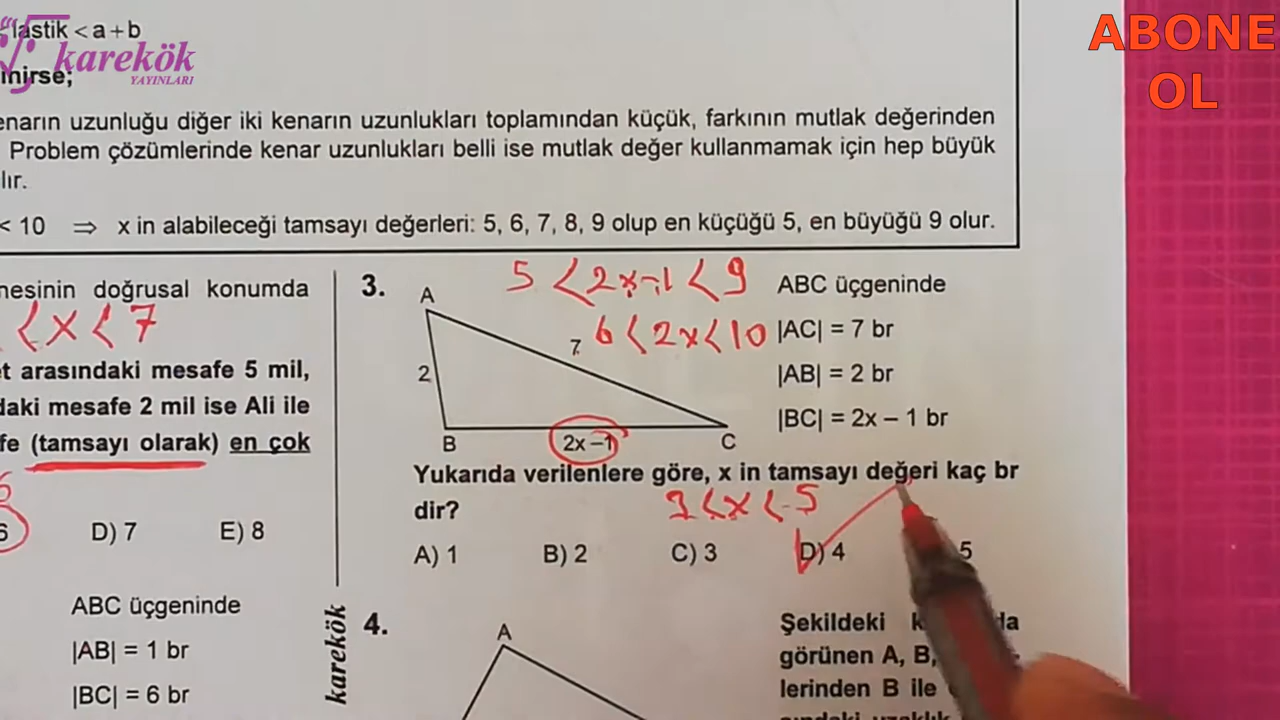 lastik < a + b
karekök
YAYINLARI
nirse;
ABONE
OL
enarın uzunluğu diğer iki kenarın uzunlukları toplamından küçük, farkının mutlak değerinden
Problem çözümlerinde kenar uzunlukları belli ise mutlak değer kullanmamak için hep büyük
lır.
< 10 ⇒ x in alabileceği tamsayı değerleri: 5, 6, 7, 8, 9 olup en küçüğü 5, en büyüğü 9 olur.
nesinin doğrusal konumda
< x < 7
t arasındaki mesafe 5 mil,
daki mesafe 2 mil ise Ali ile
fe (tamsayı olarak) en çok
6
D) 7
E) 8
ABC üçgeninde
|AB| = 1 br
|BC| = 6 br
karekök
3.
5 < 2x-1 < 9
6 < 2x < 10
A
7
2
B
2x-1
C
ABC üçgeninde
|AC| = 7 br
|AB| = 2 br
|BC| = 2x – 1 br
Yukarıda verilenlere göre, x in tamsayı değeri kaç br
dir?
3 < x < 5
A) 1
B) 2
C) 3
D) 4
5
4.
A
Şekildeki
görünen A, B,
lerinden B ile